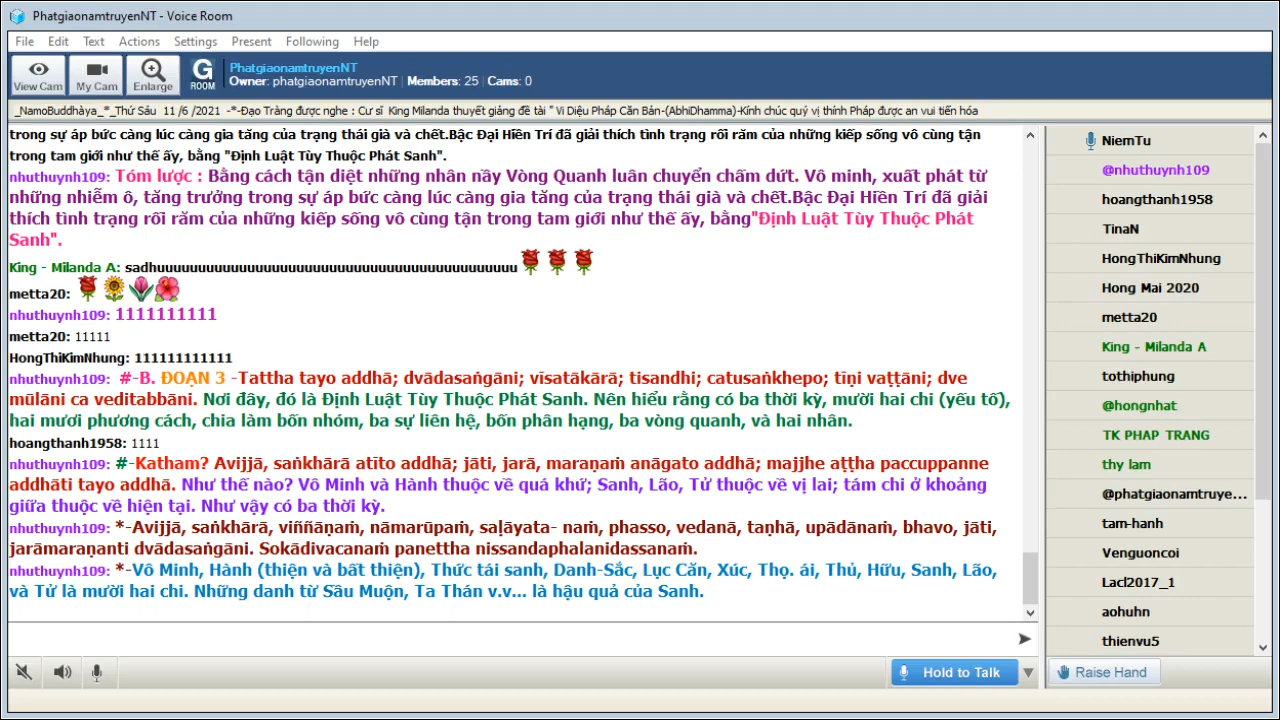 PhatgiaonamtruyenNT - Voice Room
File Edit Text Actions Settings Present Following Help
View Cam My Cam Enlarge G ROOM
PhatgiaonamtruyenNT
Owner: phatgiaonamtruyenNT | Members: 25 | Cams: 0
_NamoBuddhàya_*_Thứ Sáu 11 /6 /2021 -*-Đạo Tràng được nghe : Cư sĩ King Milanda thuyết giảng đề tài " Vi Diệu Pháp Căn Bản-(AbhiDhamma)-Kính chúc quý vị thính Pháp được an vui tiến hóa
trong sự áp bức càng lúc càng gia tăng của trạng thái già và chết.Bậc Đại Hiền Trí đã giải thích tình trạng rối răm của những kiếp sống vô cùng tận
trong tam giới như thế ấy, bằng "Định Luật Tùy Thuộc Phát Sanh".
nhuthuynh109: Tóm lược : Bằng cách tận diệt những nhân nầy Vòng Quanh luân chuyển chấm dứt. Vô minh, xuất phát từ
những nhiễm ô, tăng trưởng trong sự áp bức càng lúc càng gia tăng của trạng thái già và chết.Bậc Đại Hiền Trí đã giải
thích tình trạng rối răm của những kiếp sống vô cùng tận trong tam giới như thế ấy, bằng"Định Luật Tùy Thuộc Phát
Sanh".
King - Milanda A: sadhuuuuuuuuuuuuuuuuuuuuuuuuuuuuuuuuuuuuuuuuuu
metta20:
nhuthuynh109: 1111111111
metta20: 11111
HongThiKimNhung: 111111111111
nhuthuynh109: #-B. ĐOẠN 3 -Tattha tayo addhā; dvādasaṅgāni; vīsatākārā; tisandhi; catusaṅkhepo; tīṇi vaṭṭāni; dve
mūlāni ca veditabbāni. Nơi đây, đó là Định Luật Tùy Thuộc Phát Sanh. Nên hiểu rằng có ba thời kỳ, mười hai chi (yếu tố),
hai mươi phương cách, chia làm bốn nhóm, ba sự liên hệ, bốn phân hạng, ba vòng quanh, và hai nhân.
hoangthanh1958: 1111
nhuthuynh109: #-Katham? Avijjā, saṅkhārā atīto addhā; jāti, jarā, maraṇaṁ anāgato addhā; majjhe aṭṭha paccuppanne
addhāti tayo addhā. Như thế nào? Vô Minh và Hành thuộc về quá khứ; Sanh, Lão, Tử thuộc về vị lai; tám chi ở khoảng
giữa thuộc về hiện tại. Như vậy có ba thời kỳ.
nhuthuynh109: *-Avijjā, saṅkhārā, viññāṇaṁ, nāmarūpaṁ, saḷāyata- naṁ, phasso, vedanā, taṇhā, upādānaṁ, bhavo, jāti,
jarāmaraṇanti dvādasaṅgāni. Sokādivacanaṁ panettha nissandaphalanidassanaṁ.
nhuthuynh109: *-Vô Minh, Hành (thiện và bất thiện), Thức tái sanh, Danh-Sắc, Lục Căn, Xúc, Thọ. ái, Thủ, Hữu, Sanh, Lão,
và Tử là mười hai chi. Những danh từ Sầu Muộn, Ta Thán v.v... là hậu quả của Sanh.
Hold to Talk
NiemTu
@nhuthuynh109
hoangthanh1958
TinaN
HongThiKimNhung
Hong Mai 2020
metta20
King - Milanda A
tothiphung
@hongnhat
TK PHAP TRANG
thy lam
@phatgiaonamtruye...
tam-hanh
Venguoncoi
Lacl2017_1
aohuhn
thienvu5
Raise Hand